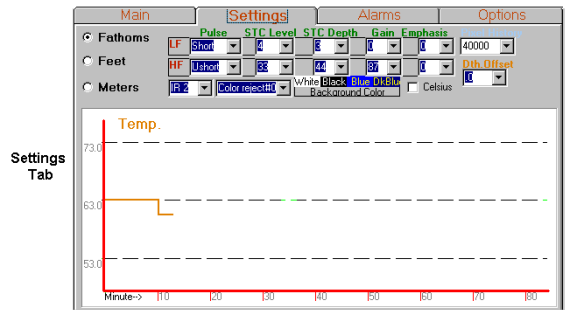 Main Settings Alarms Options
Fathoms Pulse STC Level STC Depth Gain Emphasis
LF Short 4 3 0 0 40000
Feet
HF Ushort 33 44 87 0 Dth Offset
.0
Meters IR 2 Color reject#0 White Black Blue DkBlu Celsius
Background Color
Temp.
73.0
Settings
Tab
63.0
53.0
Minute--> 10 20 30 40 50 60 70 80